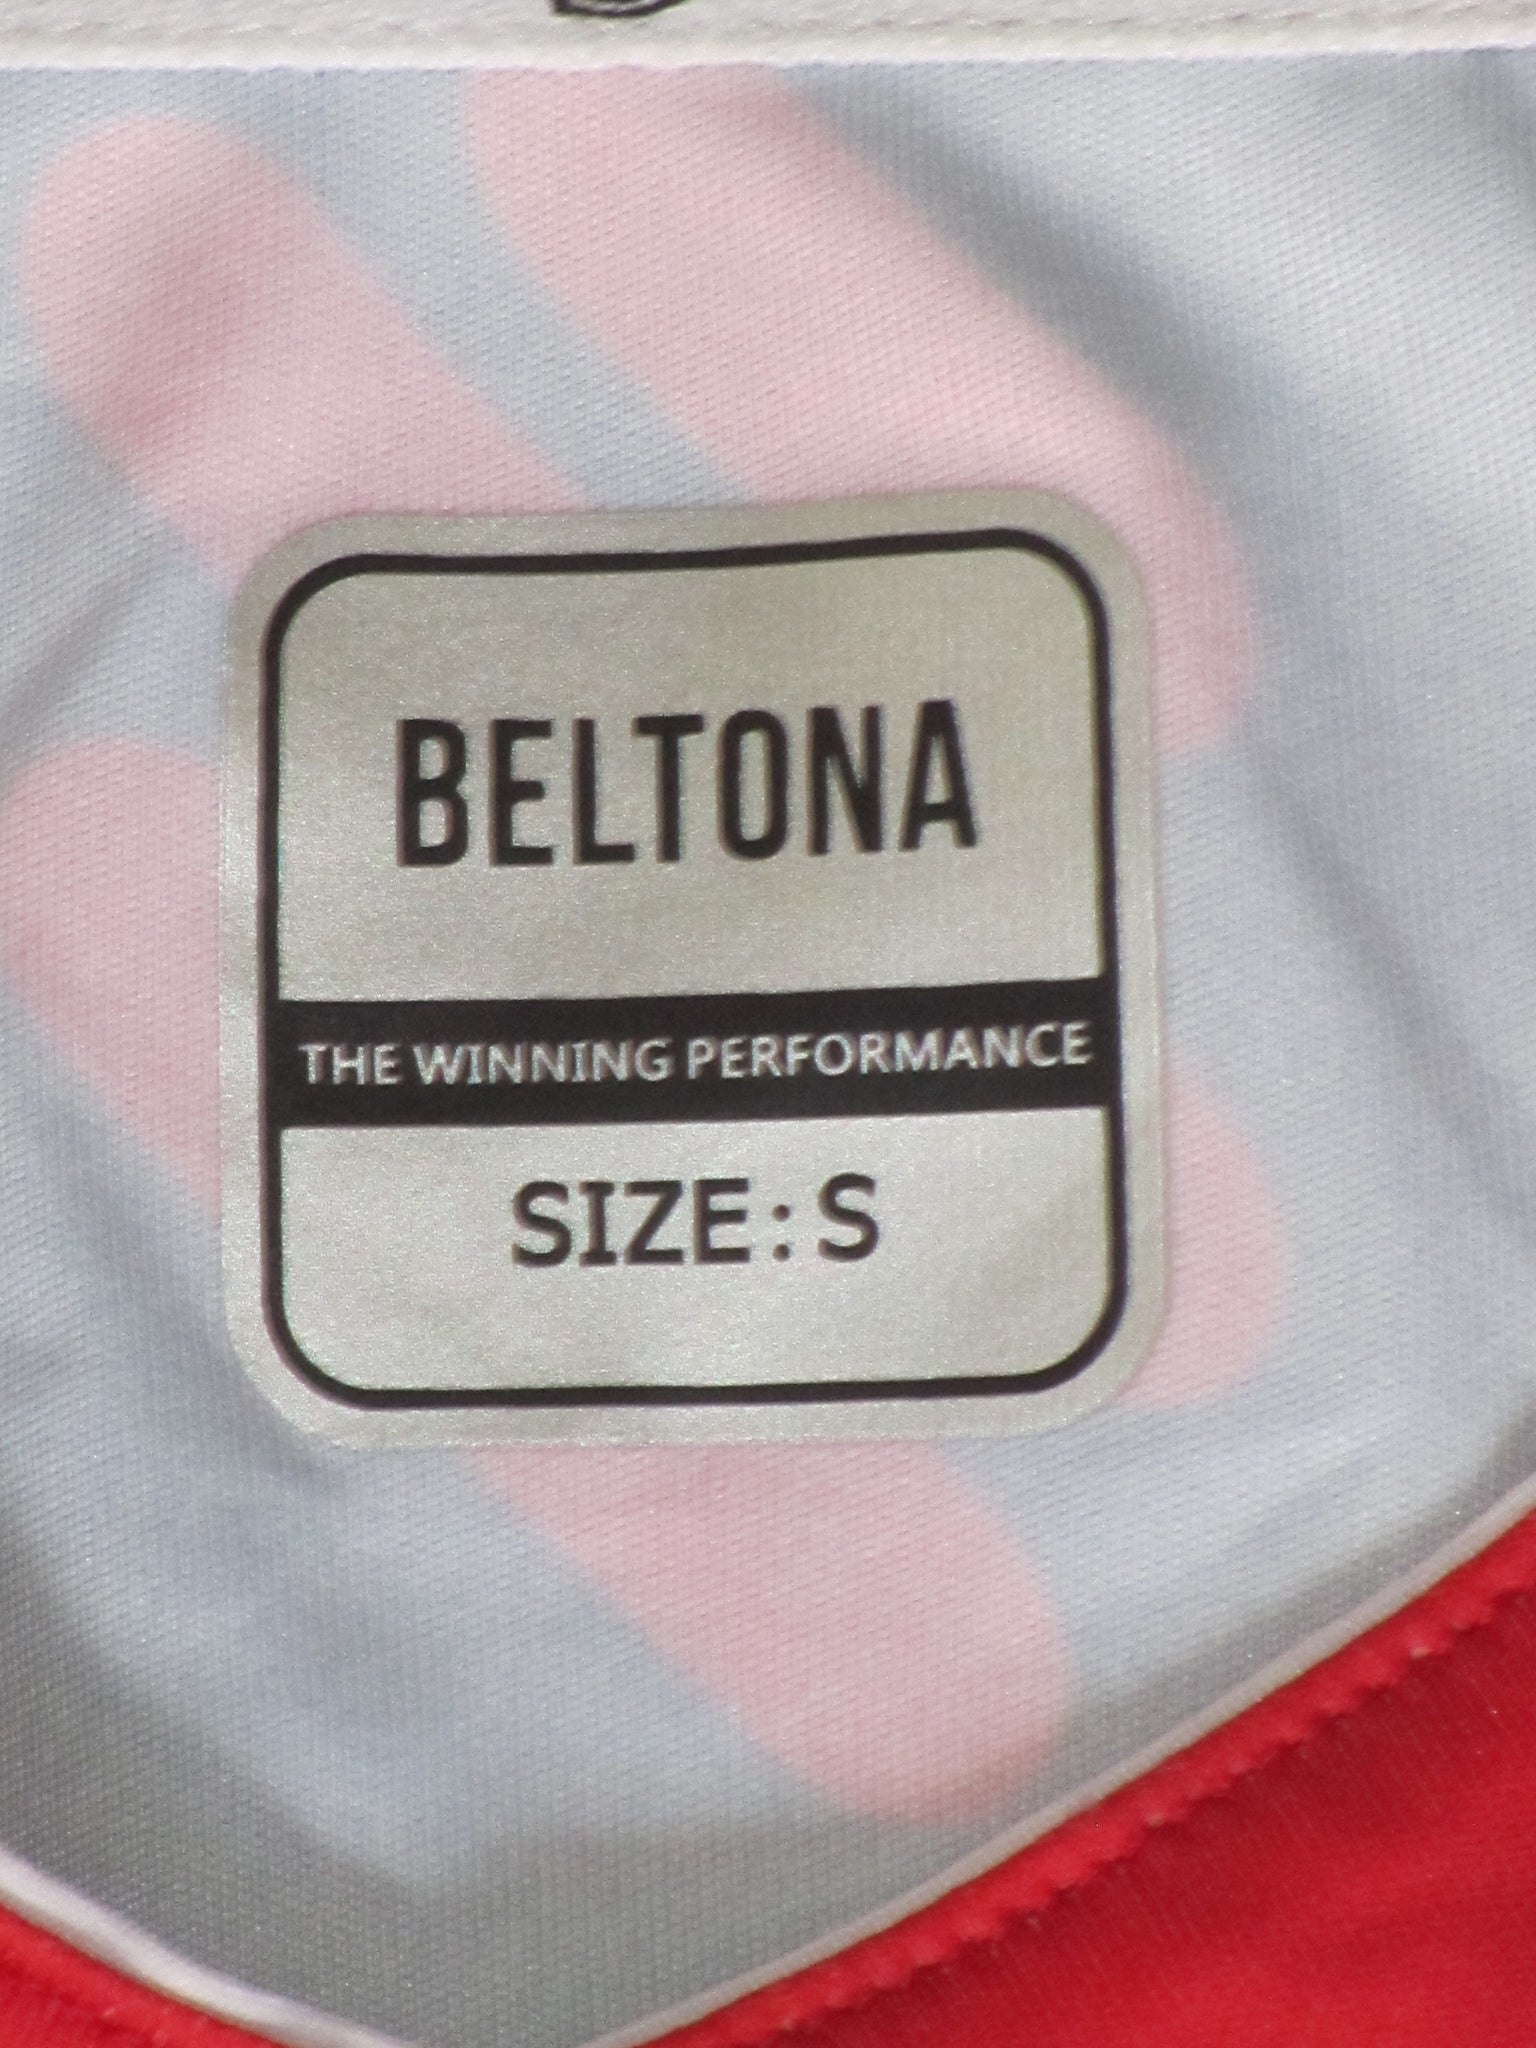 BELTONA
THE WINNING PERFORMANCE
SIZE: S